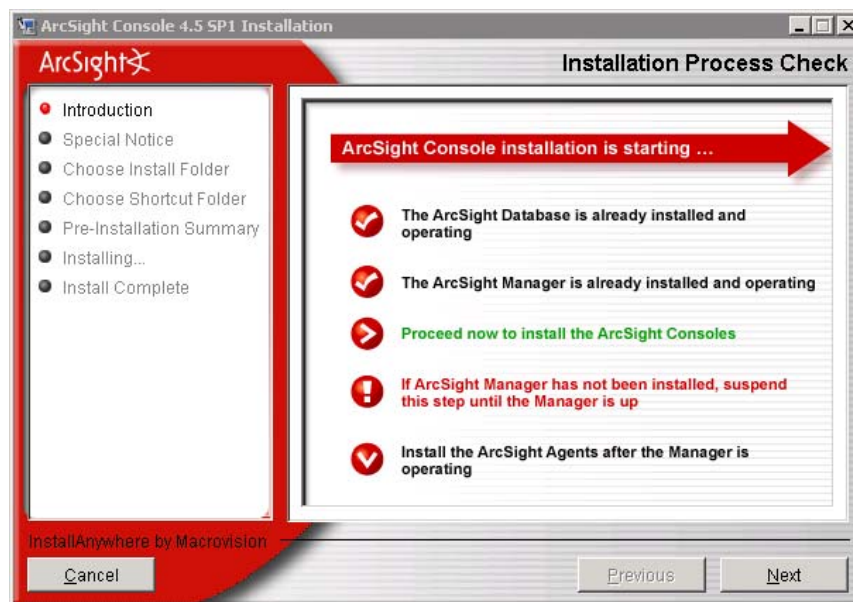 ArcSight Console 4.5 SP1 Installation
ArcSight
Installation Process Check
Introduction
Special Notice
Choose Install Folder
Choose Shortcut Folder
Pre-Installation Summary
Installing...
Install Complete
ArcSight Console installation is starting ...
The ArcSight Database is already installed and
operating
The ArcSight Manager is already installed and operating
Proceed now to install the ArcSight Consoles
If ArcSight Manager has not been installed, suspend
this step until the Manager is up
Install the ArcSight Agents after the Manager is
operating
InstallAnywhere by Macrovision
Cancel
Previous
Next